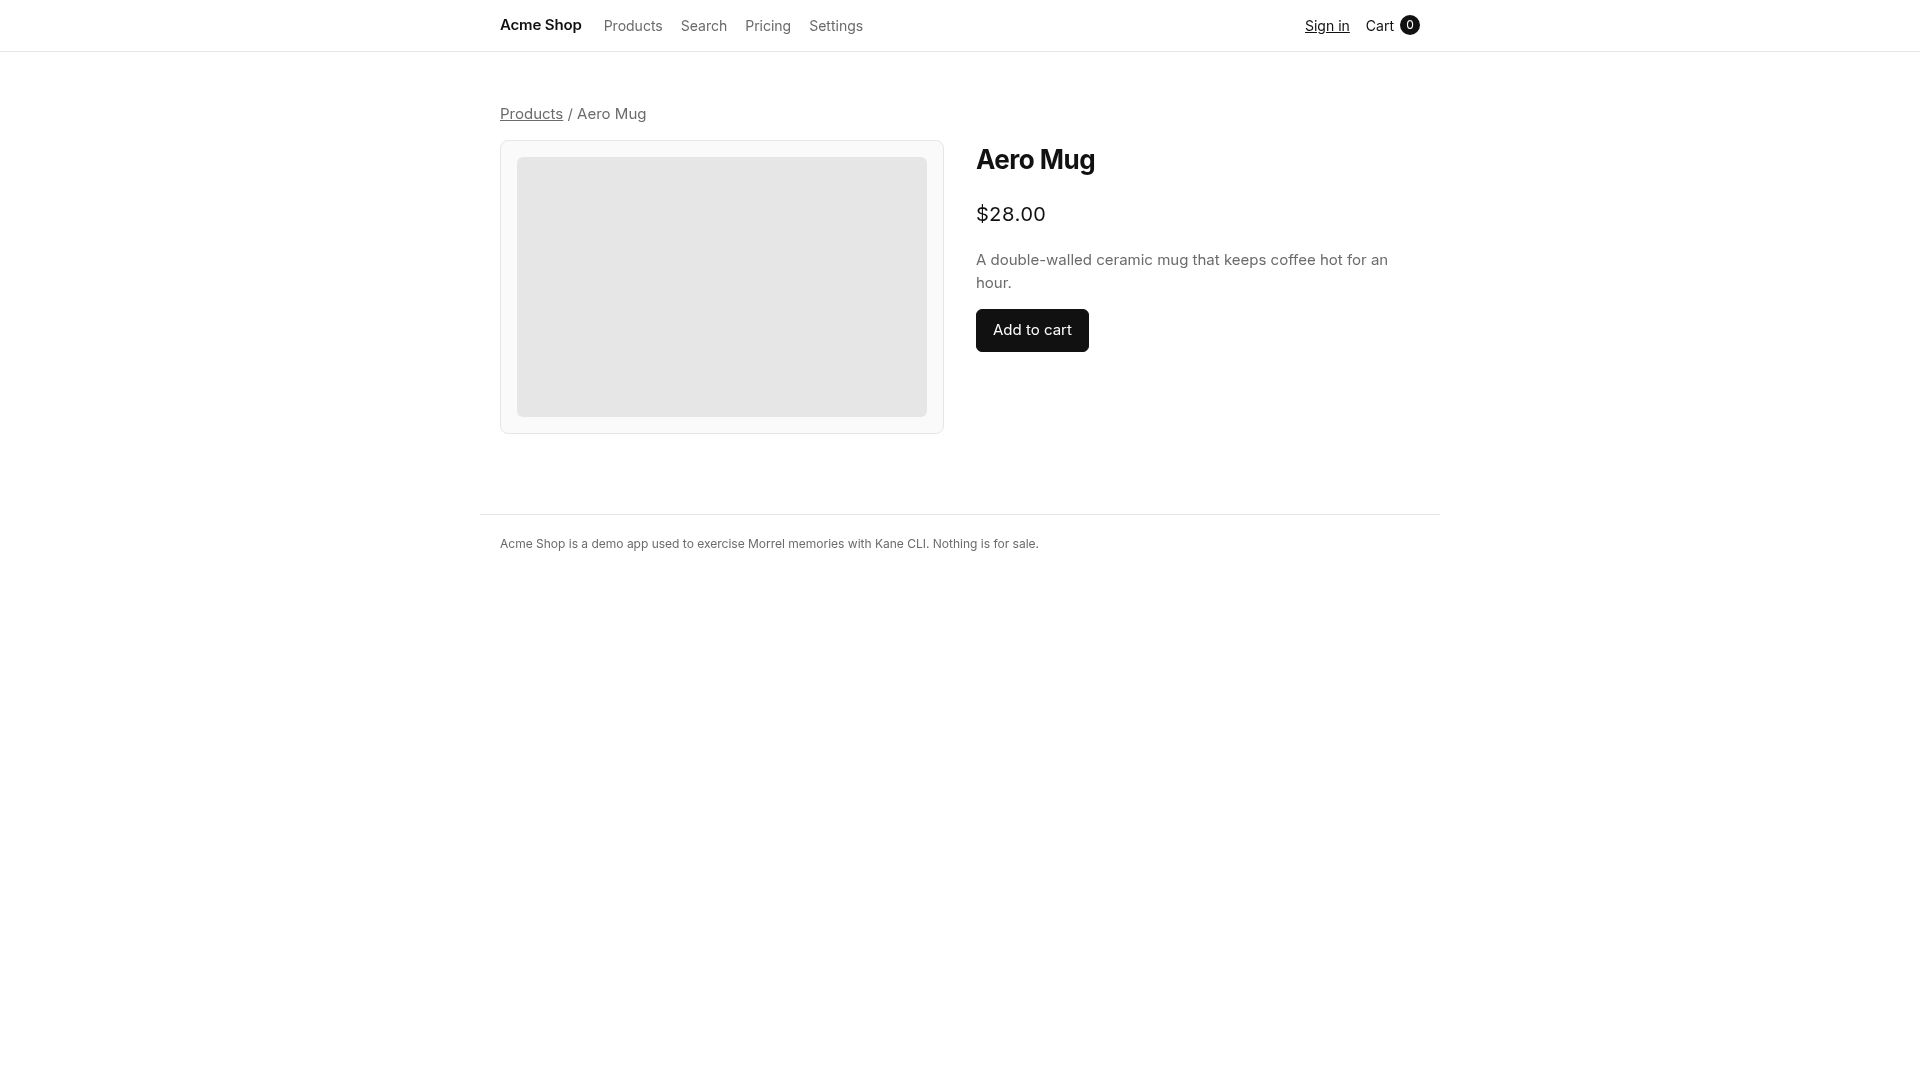 Acme Shop Products Search Pricing Settings Sign in Cart 0
Products / Aero Mug
Aero Mug
$28.00
A double-walled ceramic mug that keeps coffee hot for an
hour.
Add to cart
Acme Shop is a demo app used to exercise Morrel memories with Kane CLI. Nothing is for sale.